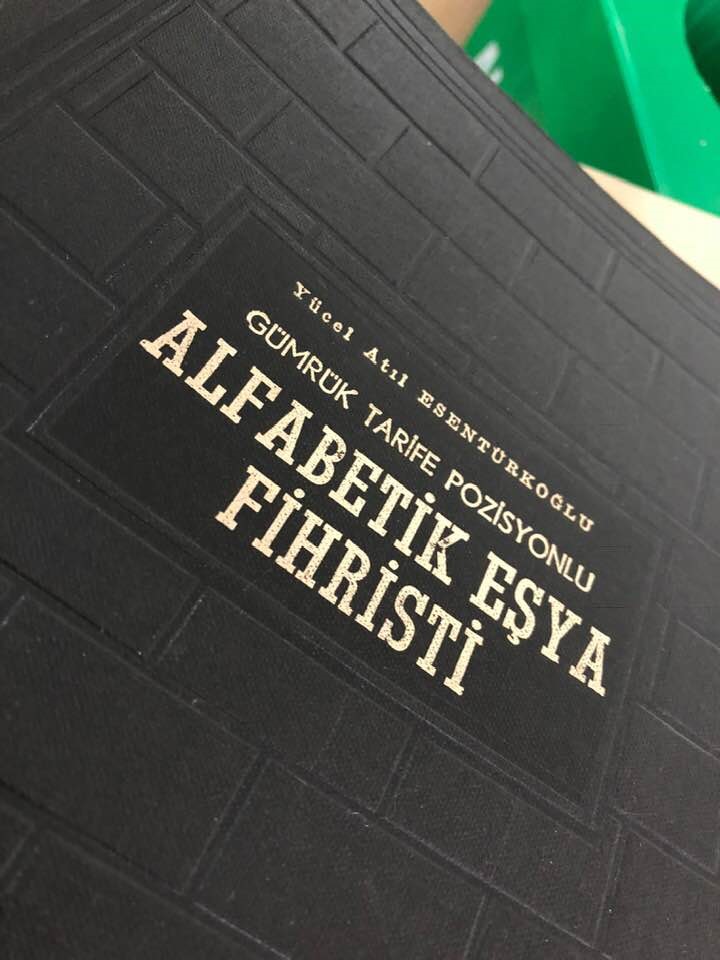 Yücel Atıl ESENTÜRKOĞLU
GÜMRÜK TARİFE POZİSYONLU
ALFABETİK EŞYA
FİHRİSTİ